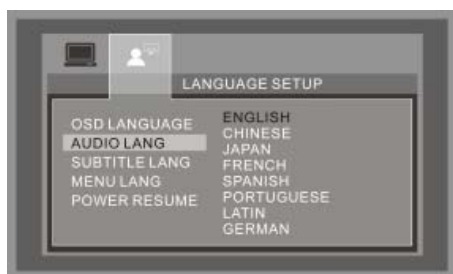 LANGUAGE SETUP
OSD LANGUAGE
AUDIO LANG
SUBTITLE LANG
MENU LANG
POWER RESUME
ENGLISH
CHINESE
JAPAN
FRENCH
SPANISH
PORTUGUESE
LATIN
GERMAN